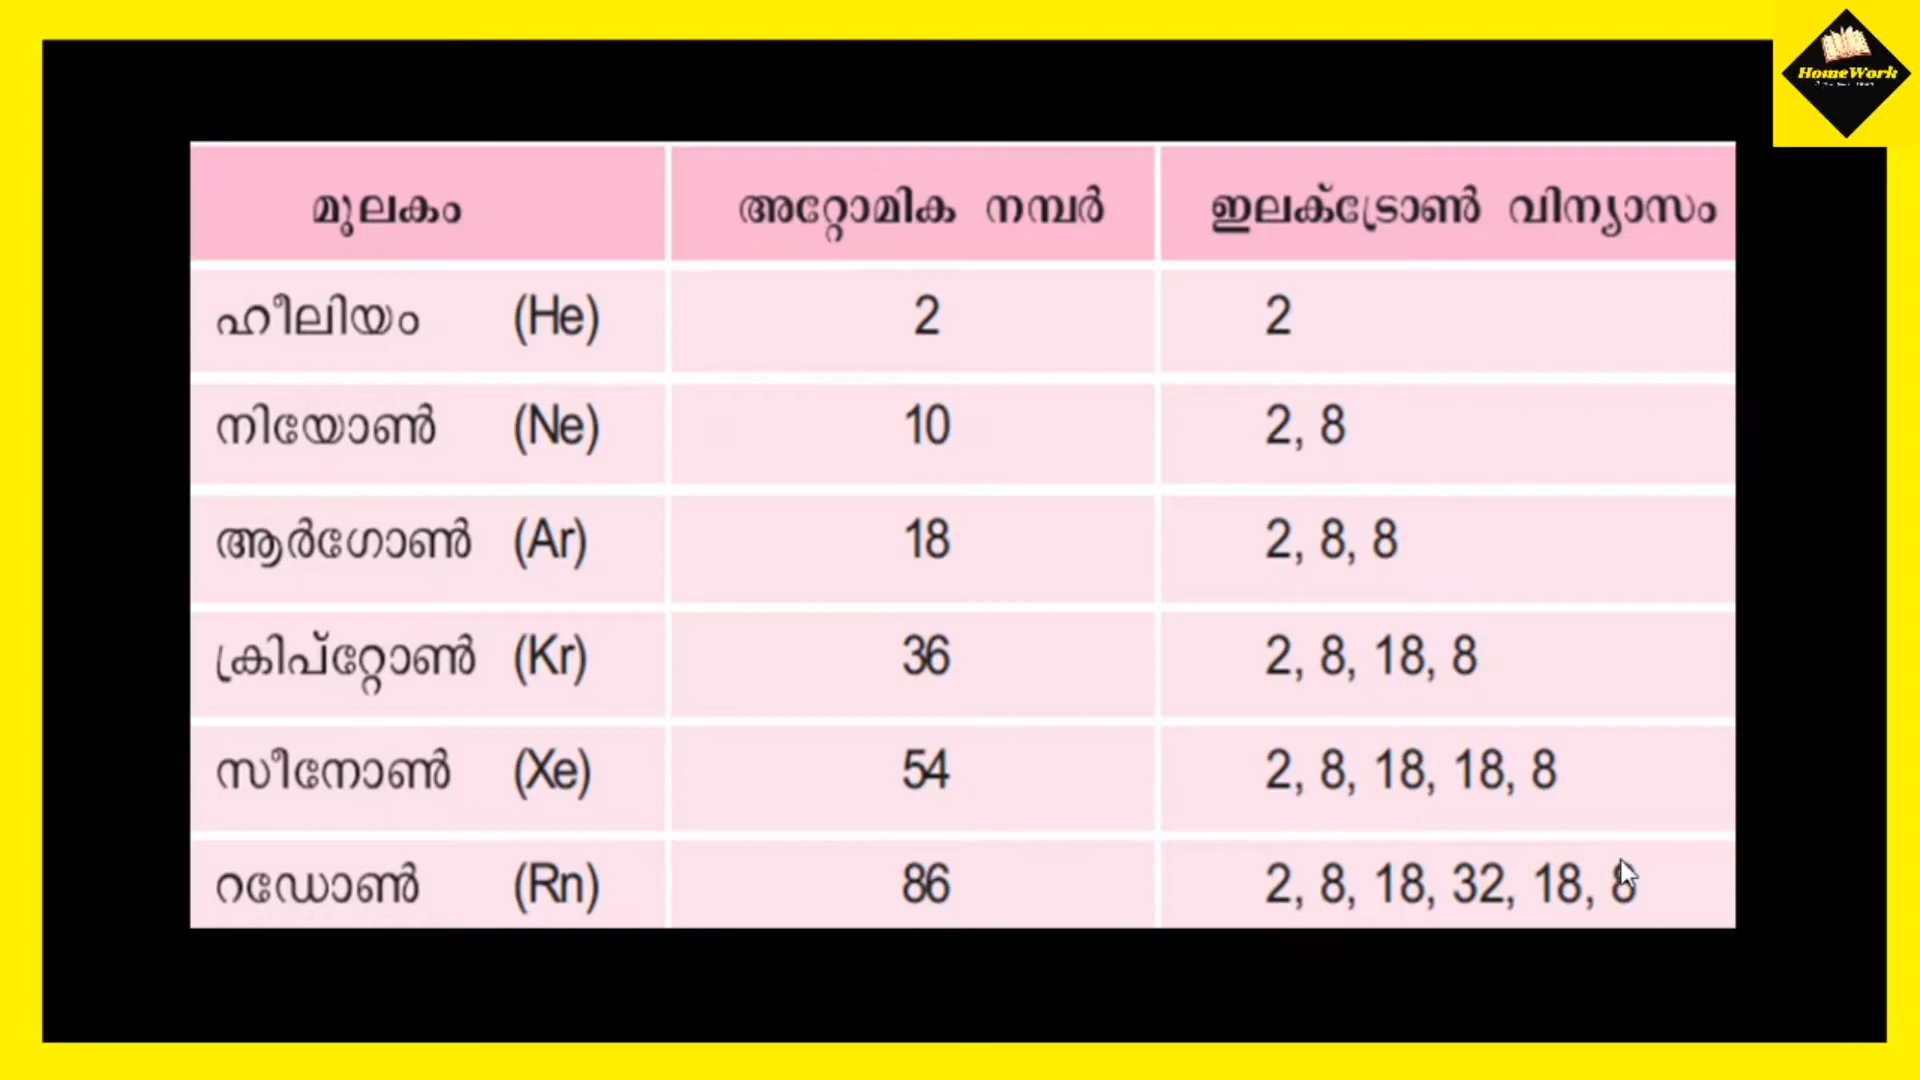 HomeWork
മൂലകം അറ്റോമിക നമ്പർ ഇലക്ട്രോൺ വിന്യാസം
ഹീലിയം (He) 2 2
നിയോൺ (Ne) 10 2, 8
ആർഗോൺ (Ar) 18 2, 8, 8
ക്രിപ്റ്റോൺ (Kr) 36 2, 8, 18, 8
സീനോൺ (Xe) 54 2, 8, 18, 18, 8
റഡോൺ (Rn) 86 2, 8, 18, 32, 18, 8